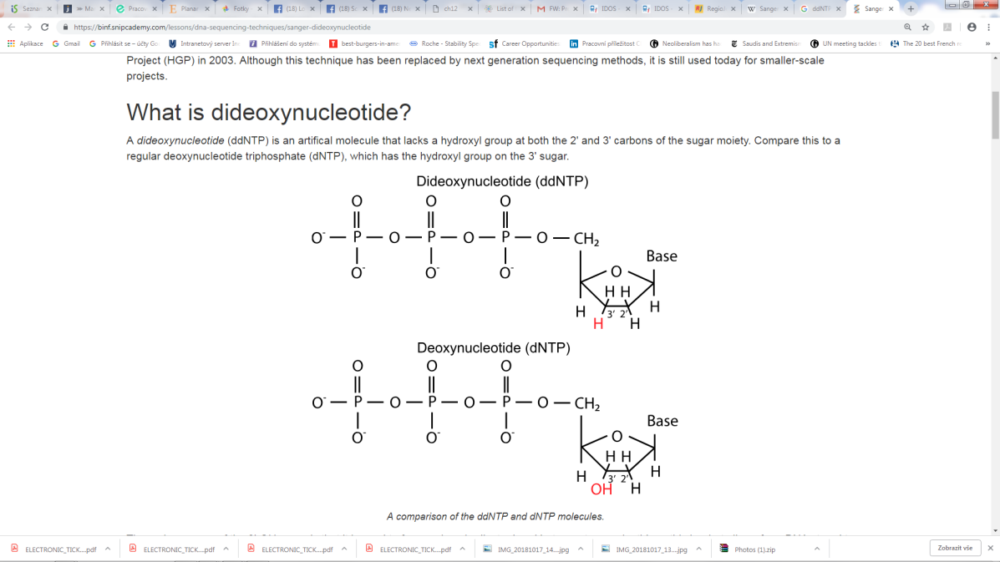 Seznam
Ma
Pracov
Planar
Fotky
(18) Lu
(18) Sc
(18) No
ch12
List of
M FW: Pr
IDOS
IDOS
Regio
W Sange
G ddNTP
Sange
https://binf.snipcademy.com/lessons/dna-sequencing-techniques/sanger-dideoxynucleotide
Aplikace Gmail Přihlásit se – účty Go Intranetový server In Přihlášení do systému best-burgers-in-ame Roche - Stability Spe Career Opportunities Pracovní příležitost Neoliberalism has ha Saudis and Extremis UN meeting tackles The 20 best French re »
Project (HGP) in 2003. Although this technique has been replaced by next generation sequencing methods, it is still used today for smaller-scale
projects.
What is dideoxynucleotide?
A dideoxynucleotide (ddNTP) is an artifical molecule that lacks a hydroxyl group at both the 2' and 3' carbons of the sugar moiety. Compare this to a
regular deoxynucleotide triphosphate (dNTP), which has the hydroxyl group on the 3' sugar.
Dideoxynucleotide (ddNTP)
O O O
O⁻ P O P O P O CH₂
O⁻ O⁻ O⁻
Base
O
H H
H 3' 2' H
H H
Deoxynucleotide (dNTP)
O O O
O⁻ P O P O P O CH₂
O⁻ O⁻ O⁻
Base
O
H H
H 3' 2' H
OH H
A comparison of the ddNTP and dNTP molecules.
ELECTRONIC_TICK....pdf ELECTRONIC_TICK....pdf ELECTRONIC_TICK....pdf ELECTRONIC_TICK....pdf IMG_20181017_14....jpg IMG_20181017_13....jpg Photos (1).zip Zobrazit vše